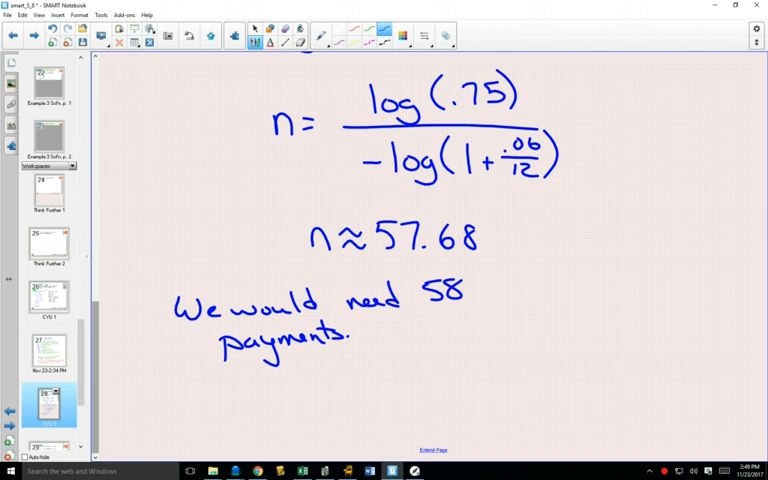 smart_5_8 * - SMART Notebook
File Edit View Insert Format Tools Add-ons Help
Example 3 Sol'n, p. 1
Example 3 Sol'n, p. 2
Workspaces
24
Think Further 1
25
Think Further 2
26
CYU 1
27
Nov 23-2:34 PM
28
CYU 2
29
Auto-hide
n = log(.75)
-log(1 + .06/12)
n ≈ 57.68
We would need 58
payments.
Extend Page
Search the web and Windows
2:49 PM
11/23/2017